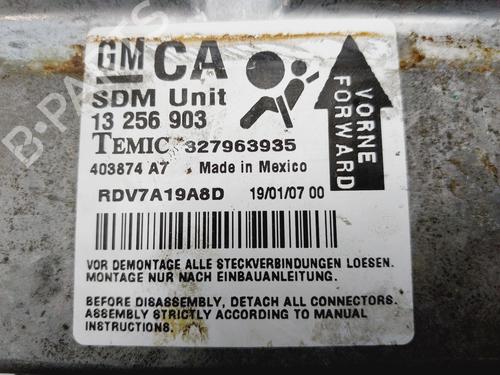 GM CA
SDM Unit
13 256 903
TEMIC 327963935
403874 A7 Made in Mexico
RDV7A19A8D 19/01/07 00
VORNE
FORWARD
VOR DEMONTAGE ALLE STECKVERBINDUNGEN LOESEN.
MONTAGE NUR NACH EINBAUANLEITUNG.
BEFORE DISASSEMBLY, DETACH ALL CONNECTORS.
ASSEMBLY STRICTLY ACCORDING TO MANUAL
INSTRUCTIONS.
B-PARTS